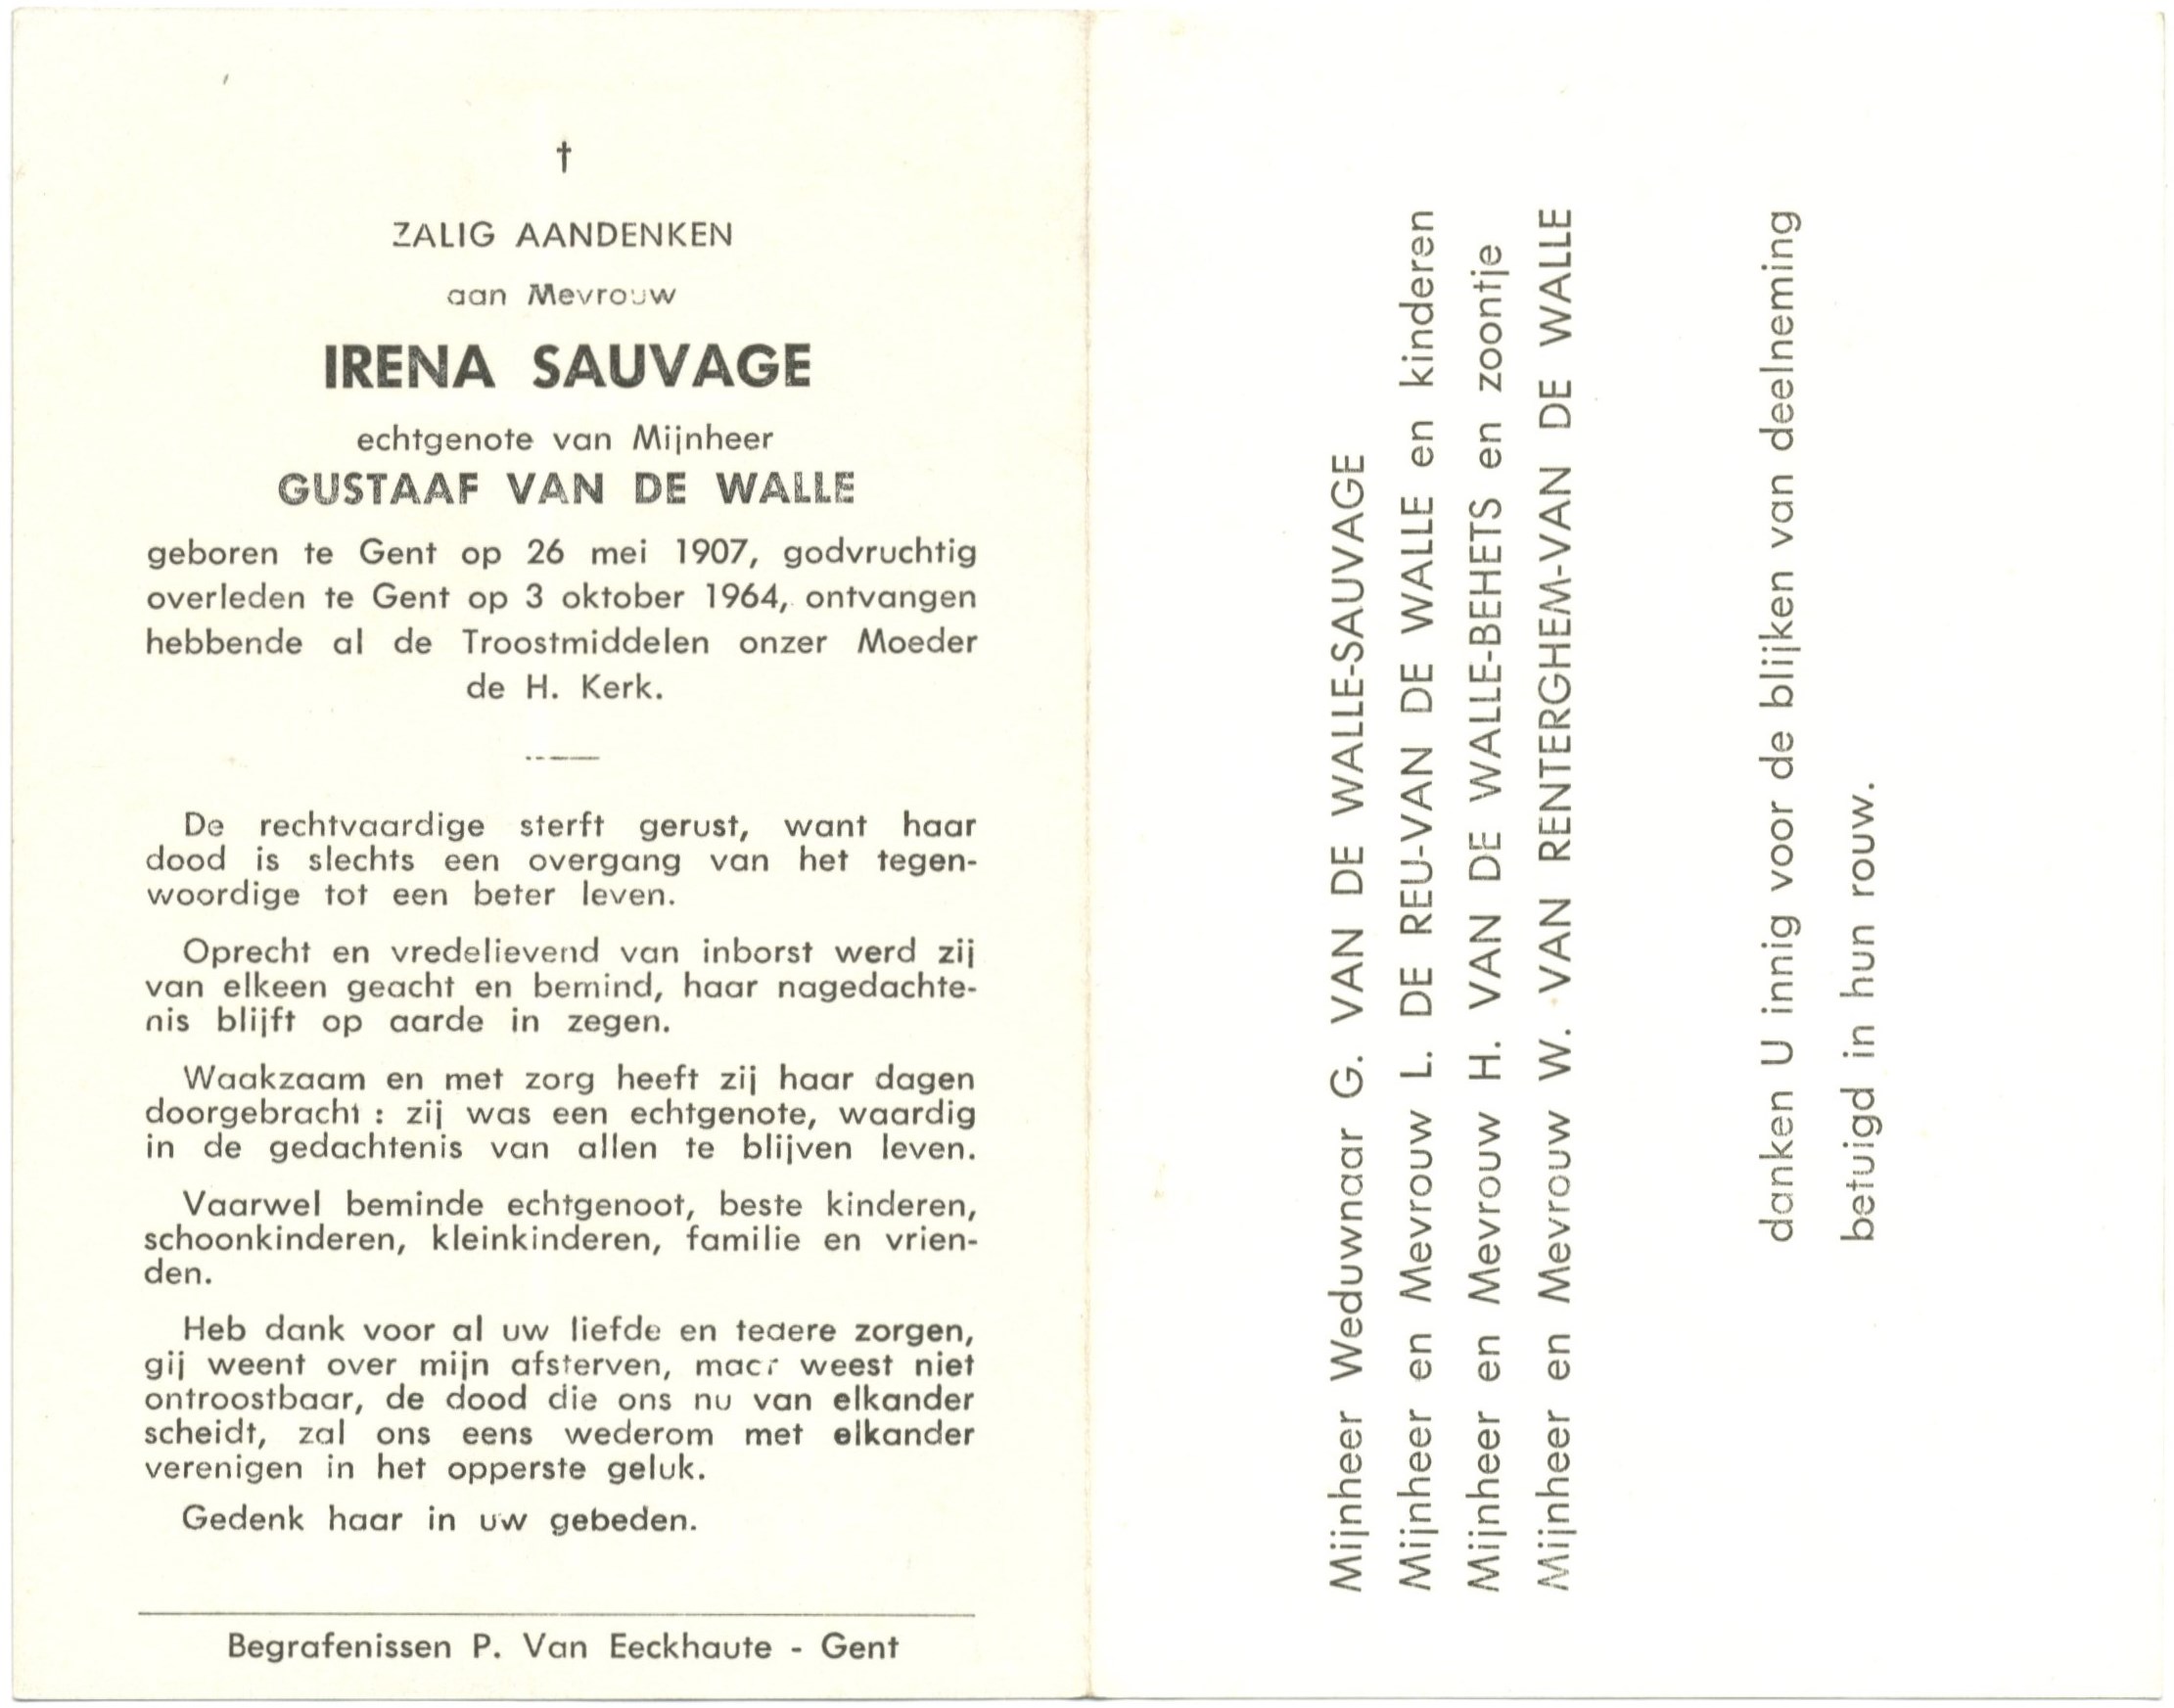 †
ZALIG AANDENKEN
aan Mevrouw
IRENA SAUVAGE
echtgenote van Mijnheer
GUSTAAF VAN DE WALLE
geboren te Gent op 26 mei 1907, godvruchtig
overleden te Gent op 3 oktober 1964, ontvangen
hebbende al de Troostmiddelen onzer Moeder
de H. Kerk.
De rechtvaardige sterft gerust, want haar
dood is slechts een overgang van het tegen-
woordige tot een beter leven.
Oprecht en vredelievend van inborst werd zij
van elkeen geacht en bemind, haar nagedachte-
nis blijft op aarde in zegen.
Waakzaam en met zorg heeft zij haar dagen
doorgebracht : zij was een echtgenote, waardig
in de gedachtenis van allen te blijven leven.
Vaarwel beminde echtgenoot, beste kinderen,
schoonkinderen, kleinkinderen, familie en vrien-
den.
Heb dank voor al uw liefde en tedere zorgen,
gij weent over mijn afsterven, maar weest niet
ontroostbaar, de dood die ons nu van elkander
scheidt, zal ons eens wederom met elkander
verenigen in het opperste geluk.
Gedenk haar in uw gebeden.
Begrafenissen P. Van Eeckhaute - Gent
Mijnheer Weduwnaar G. VAN DE WALLE-SAUVAGE
Mijnheer en Mevrouw L. DE REU-VAN DE WALLE en kinderen
Mijnheer en Mevrouw H. VAN DE WALLE-BEHETS en zoontje
Mijnheer en Mevrouw W. VAN RENTERGHEM-VAN DE WALLE
danken U innig voor de blijken van deelneming
betuigd in hun rouw.